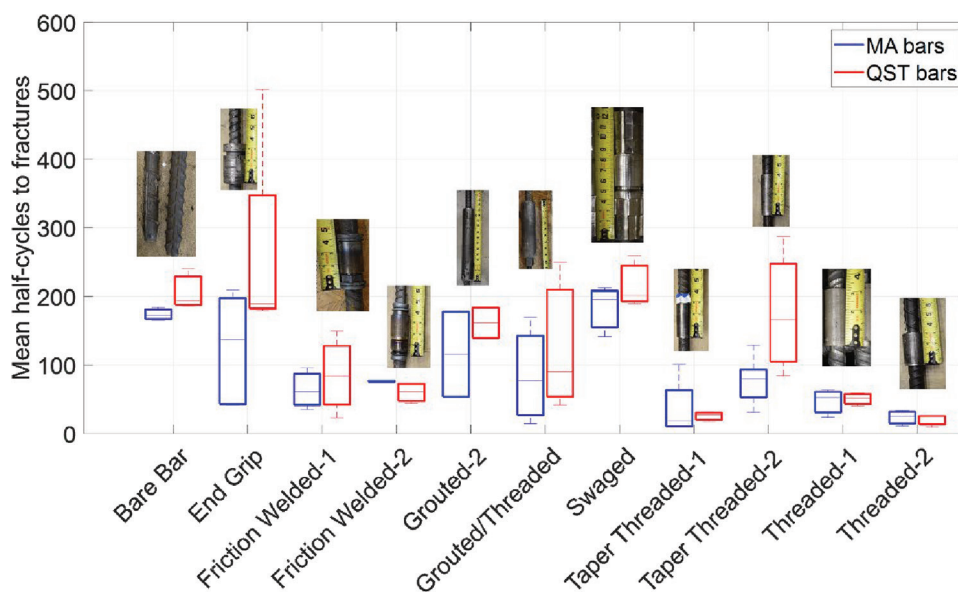 600
500
400
300
200
100
0
Mean half-cycles to fractures
MA bars
QST bars
Bare Bar
End Grip
Friction Welded-1
Friction Welded-2
Grouted-2
Grouted/Threaded
Swaged
Taper Threaded-1
Taper Threaded-2
Threaded-1
Threaded-2